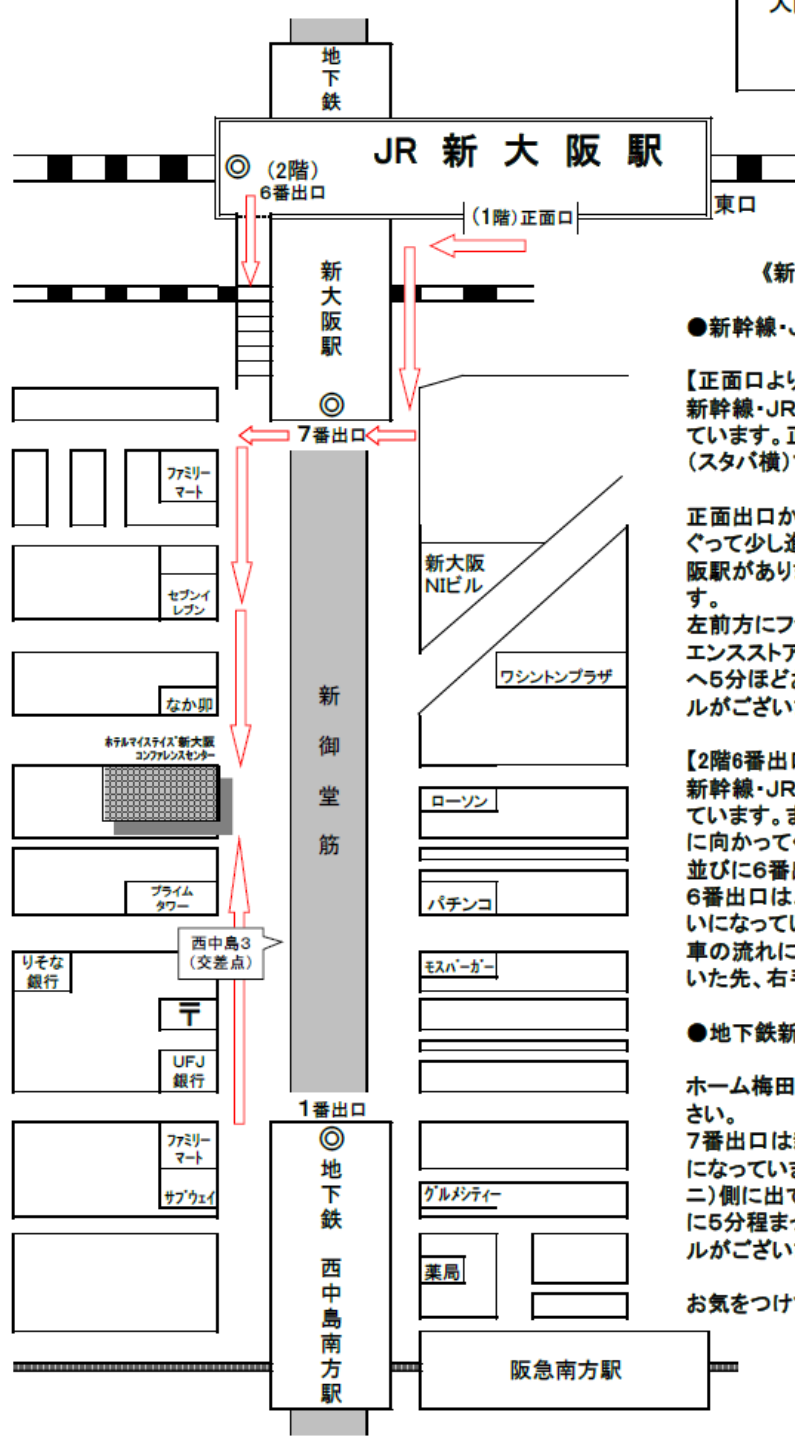 地下鉄
JR 新大阪駅
(2階)
6番出口
(1階)正面口
東口
新大阪駅
7番出口
ファミリー
マート
セブンイ
レブン
なか卯
ホテルマイステイズ新大阪
コンファレンスセンター
プライム
タワー
西中島3
(交差点)
りそな
銀行
〒
UFJ
銀行
ファミリー
マート
サブウェイ
新御堂筋
新大阪
NIビル
ワシントンプラザ
ローソン
パチンコ
モスバーガー
グルメシティー
薬局
1番出口
地下鉄 西中島南方駅
阪急南方駅
《新
●新幹線・J
【正面口より
新幹線・JR
ています。正
(スタバ横)
正面出口か
ぐって少し進
阪駅があり
す。
左前方にフ
エンスストア
へ5分ほど
ルがござい
【2階6番出口
新幹線・JR
ています。ま
に向かって
並びに6番出
6番出口は
いになってい
車の流れに
いた先、右手
●地下鉄新
ホーム梅田
さい。
7番出口は
になっていま
ニ)側に出て
に5分程まっ
ルがござい
お気をつけ